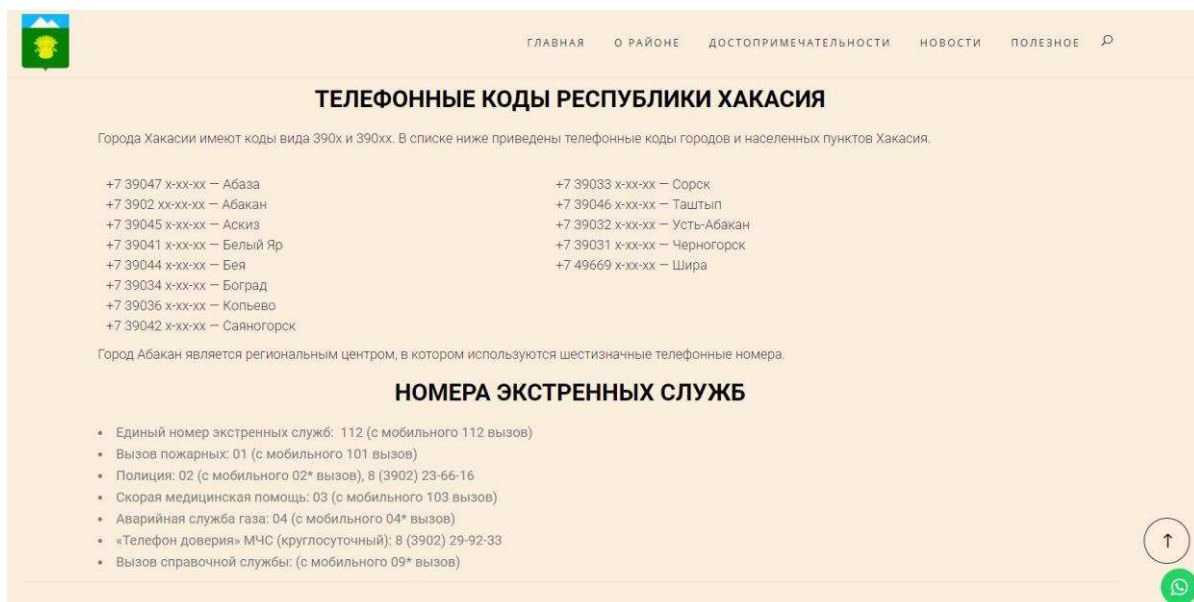 ГЛАВНАЯ О РАЙОНЕ ДОСТОПРИМЕЧАТЕЛЬНОСТИ НОВОСТИ ПОЛЕЗНОЕ
ТЕЛЕФОННЫЕ КОДЫ РЕСПУБЛИКИ ХАКАСИЯ
Города Хакасии имеют коды вида 390x и 390xx. В списке ниже приведены телефонные коды городов и населенных пунктов Хакасия.
+7 39047 x-xx-xx — Абаза
+7 3902 xx-xx-xx — Абакан
+7 39045 x-xx-xx — Аскиз
+7 39041 x-xx-xx — Белый Яр
+7 39044 x-xx-xx — Бея
+7 39034 x-xx-xx — Боград
+7 39036 x-xx-xx — Копьево
+7 39042 x-xx-xx — Саяногорск
+7 39033 x-xx-xx — Сорск
+7 39046 x-xx-xx — Таштып
+7 39032 x-xx-xx — Усть-Абакан
+7 39031 x-xx-xx — Черногорск
+7 49669 x-xx-xx — Шира
Город Абакан является региональным центром, в котором используются шестизначные телефонные номера.
НОМЕРА ЭКСТРЕННЫХ СЛУЖБ
• Единый номер экстренных служб: 112 (с мобильного 112 вызов)
• Вызов пожарных: 01 (с мобильного 101 вызов)
• Полиция: 02 (с мобильного 02* вызов), 8 (3902) 23-66-16
• Скорая медицинская помощь: 03 (с мобильного 103 вызов)
• Аварийная служба газа: 04 (с мобильного 04* вызов)
• «Телефон доверия» МЧС (круглосуточный): 8 (3902) 29-92-33
• Вызов справочной службы: (с мобильного 09* вызов)